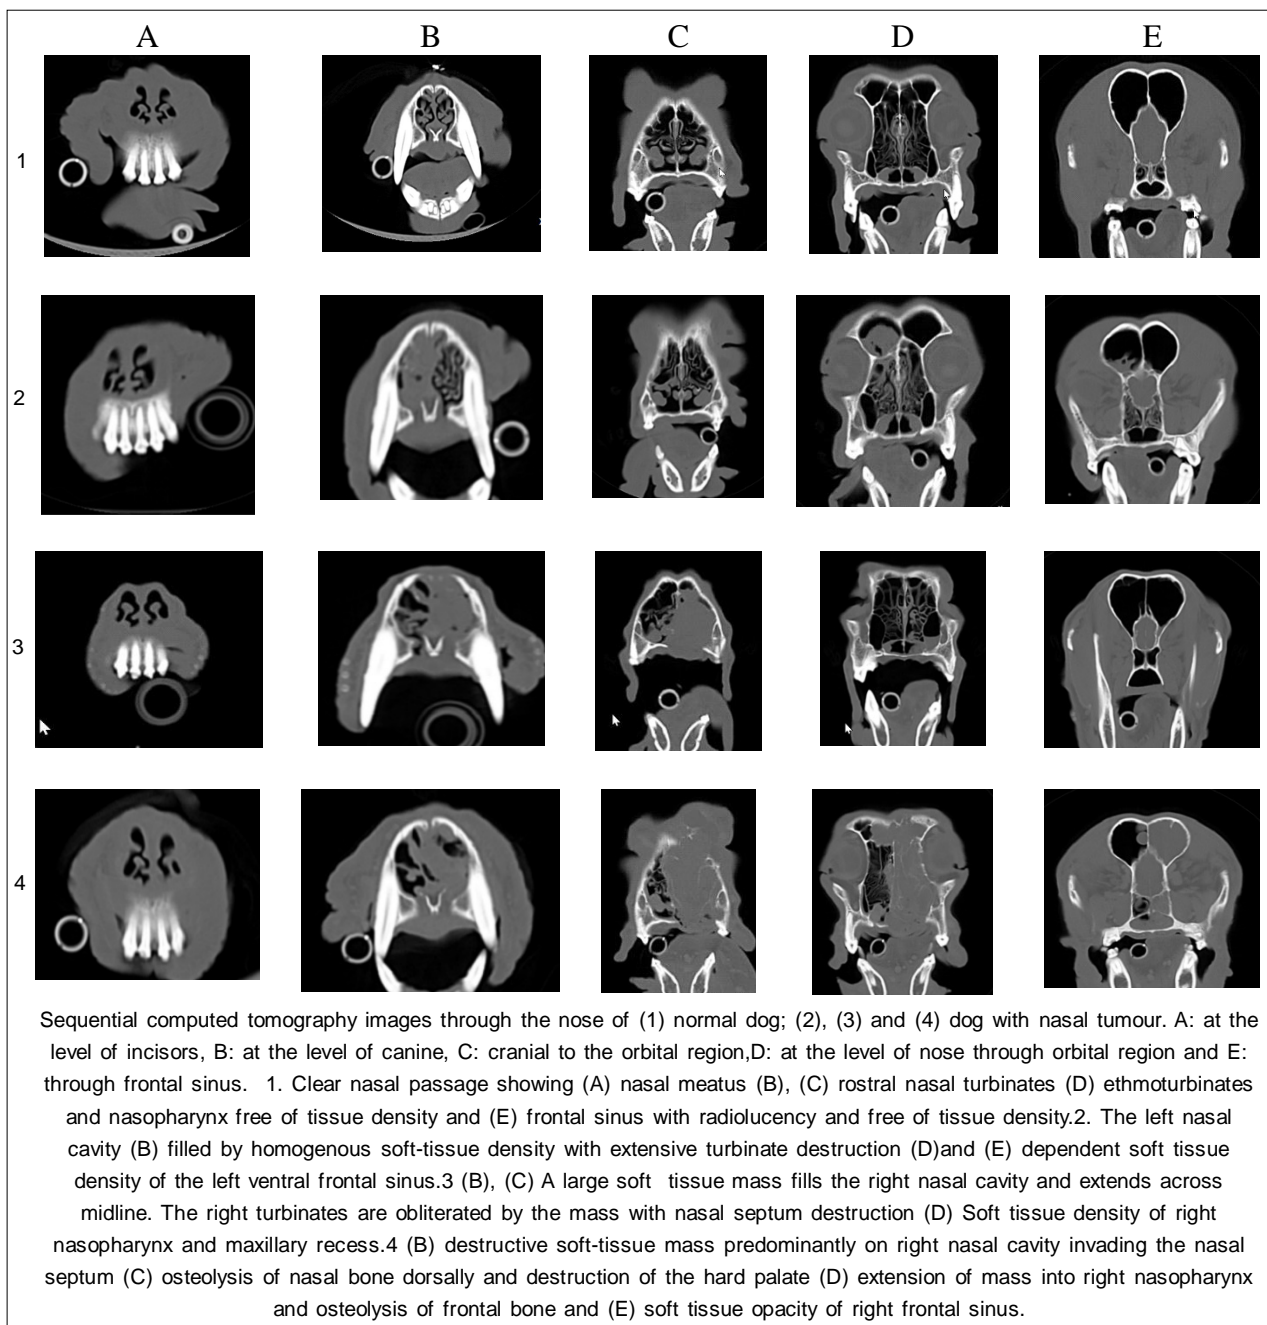 A B C D E
1
2
3
4
Sequential computed tomography images through the nose of (1) normal dog; (2), (3) and (4) dog with nasal tumour. A: at the
level of incisors, B: at the level of canine, C: cranial to the orbital region,D: at the level of nose through orbital region and E:
through frontal sinus. 1. Clear nasal passage showing (A) nasal meatus (B), (C) rostral nasal turbinates (D) ethmoturbinates
and nasopharynx free of tissue density and (E) frontal sinus with radiolucency and free of tissue density.2. The left nasal
cavity (B) filled by homogenous soft-tissue density with extensive turbinate destruction (D)and (E) dependent soft tissue
density of the left ventral frontal sinus.3 (B), (C) A large soft tissue mass fills the right nasal cavity and extends across
midline. The right turbinates are obliterated by the mass with nasal septum destruction (D) Soft tissue density of right
nasopharynx and maxillary recess.4 (B) destructive soft-tissue mass predominantly on right nasal cavity invading the nasal
septum (C) osteolysis of nasal bone dorsally and destruction of the hard palate (D) extension of mass into right nasopharynx
and osteolysis of frontal bone and (E) soft tissue opacity of right frontal sinus.